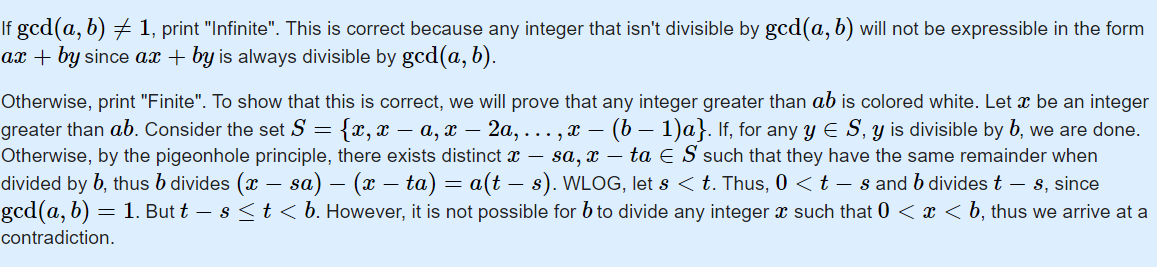 If gcd(a, b) ≠ 1, print "Infinite". This is correct because any integer that isn't divisible by gcd(a, b) will not be expressible in the form
ax + by since ax + by is always divisible by gcd(a, b).
Otherwise, print "Finite". To show that this is correct, we will prove that any integer greater than ab is colored white. Let x be an integer
greater than ab. Consider the set S = {x, x − a, x − 2a, . . . , x − (b − 1)a}. If, for any y ∈ S, y is divisible by b, we are done.
Otherwise, by the pigeonhole principle, there exists distinct x − sa, x − ta ∈ S such that they have the same remainder when
divided by b, thus b divides (x − sa) − (x − ta) = a(t − s). WLOG, let s < t. Thus, 0 < t − s and b divides t − s, since
gcd(a, b) = 1. But t − s ≤ t < b. However, it is not possible for b to divide any integer x such that 0 < x < b, thus we arrive at a
contradiction.